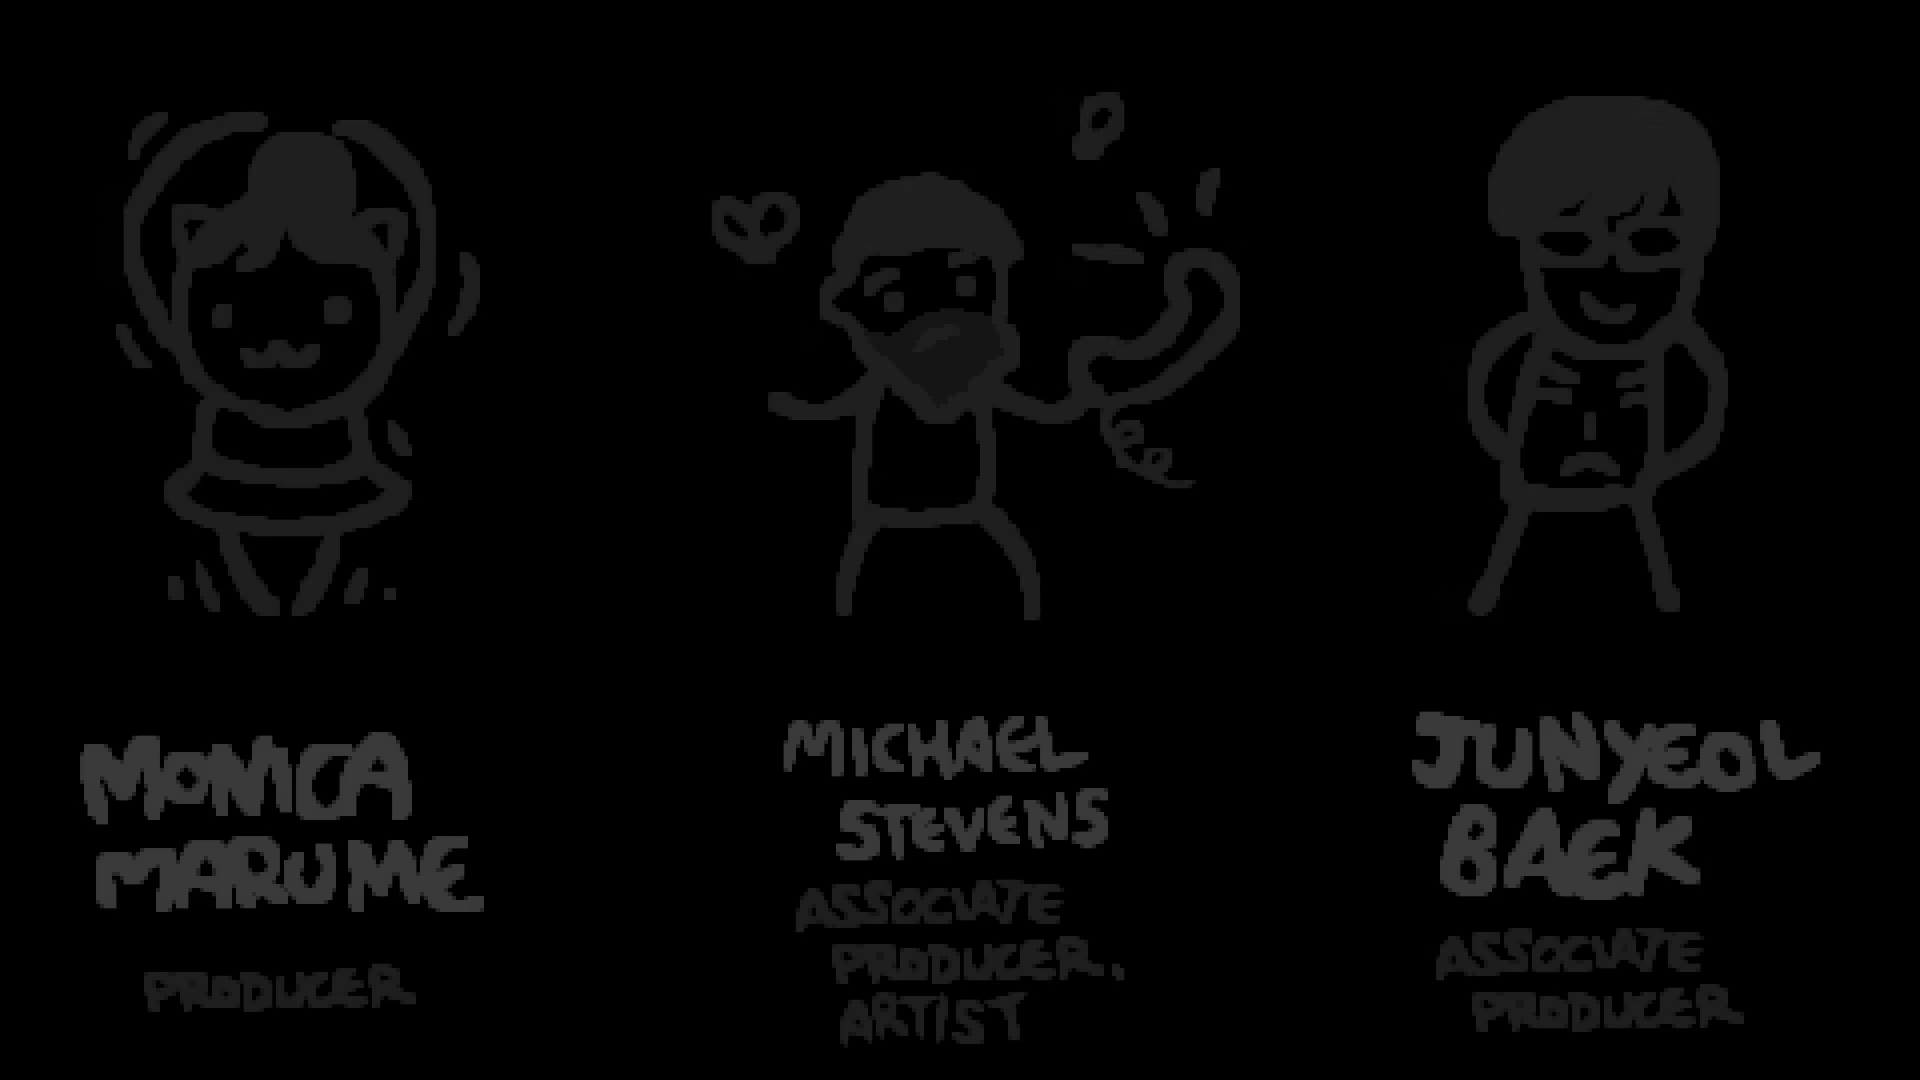 MONICA
MARUME
PRODUCER
MICHAEL
STEVENS
ASSOCIATE
PRODUCER,
ARTIST
JUNYEOL
BAEK
ASSOCIATE
PRODUCER